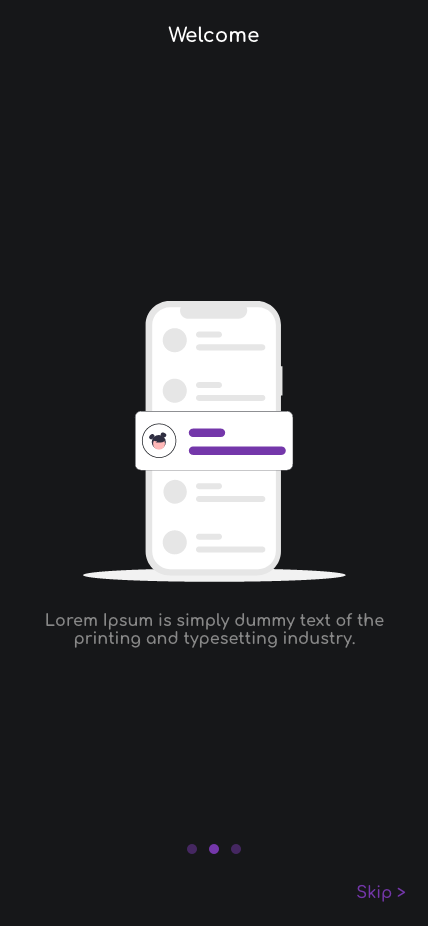 Welcome
Lorem Ipsum is simply dummy text of the
printing and typesetting industry.
Skip >